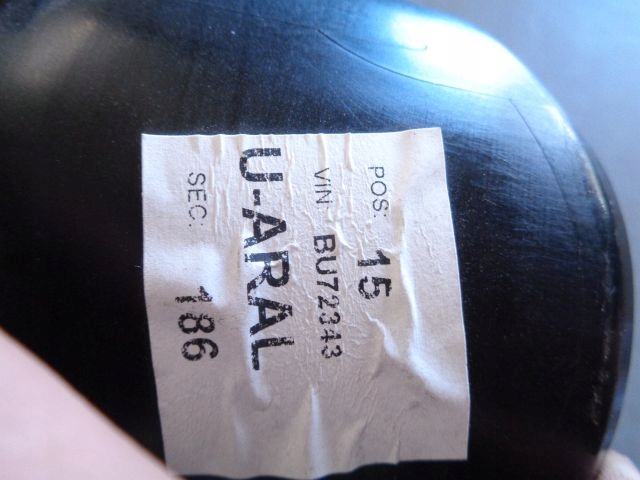 POS: 15
VIN: BU72343
U-ARAL
SEC: 186